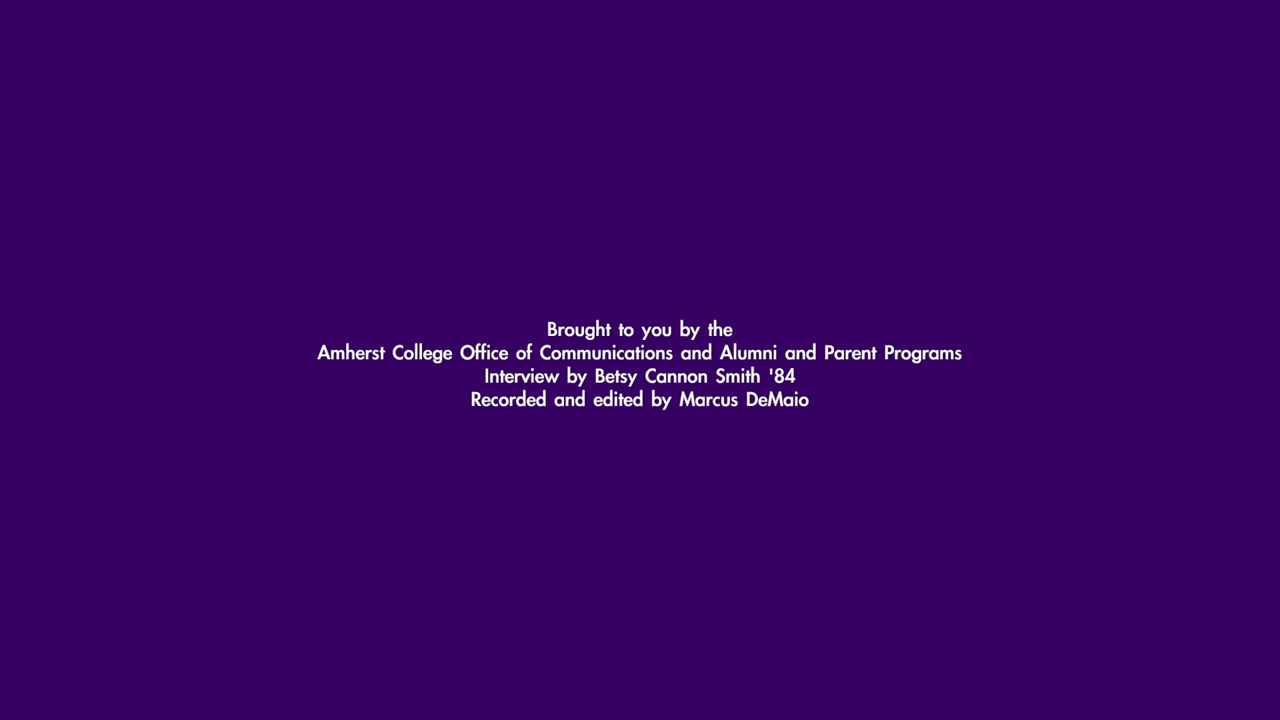 Brought to you by the
Amherst College Office of Communications and Alumni and Parent Programs
Interview by Betsy Cannon Smith '84
Recorded and edited by Marcus DeMaio